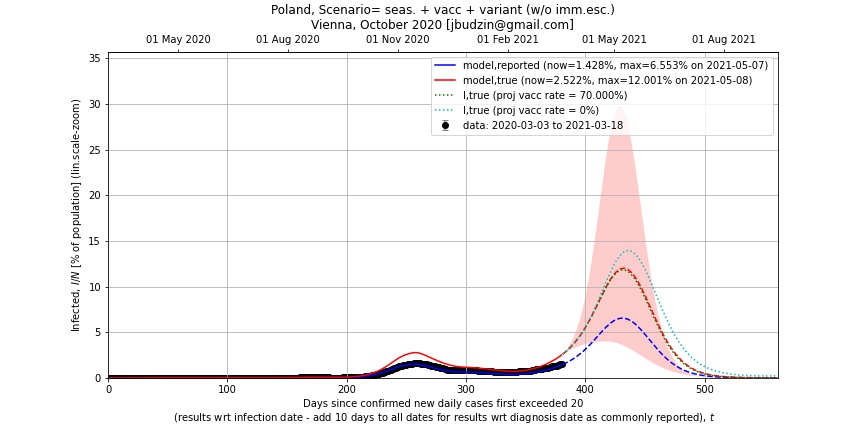 Poland, Scenario= seas. + vacc + variant (w/o imm.esc.)
Vienna, October 2020 [jbudzin@gmail.com]
01 May 2020 01 Aug 2020 01 Nov 2020 01 Feb 2021 01 May 2021 01 Aug 2021
model,reported (now=1.428%, max=6.553% on 2021-05-07)
model,true (now=2.522%, max=12.001% on 2021-05-08)
I,true (proj vacc rate = 70.000%)
I,true (proj vacc rate = 0%)
data: 2020-03-03 to 2021-03-18
Infected, I/N [% of population] (lin.scale-zoom)
35
30
25
20
15
10
5
0
0 100 200 300 400 500
Days since confirmed new daily cases first exceeded 20
(results wrt infection date - add 10 days to all dates for results wrt diagnosis date as commonly reported), t